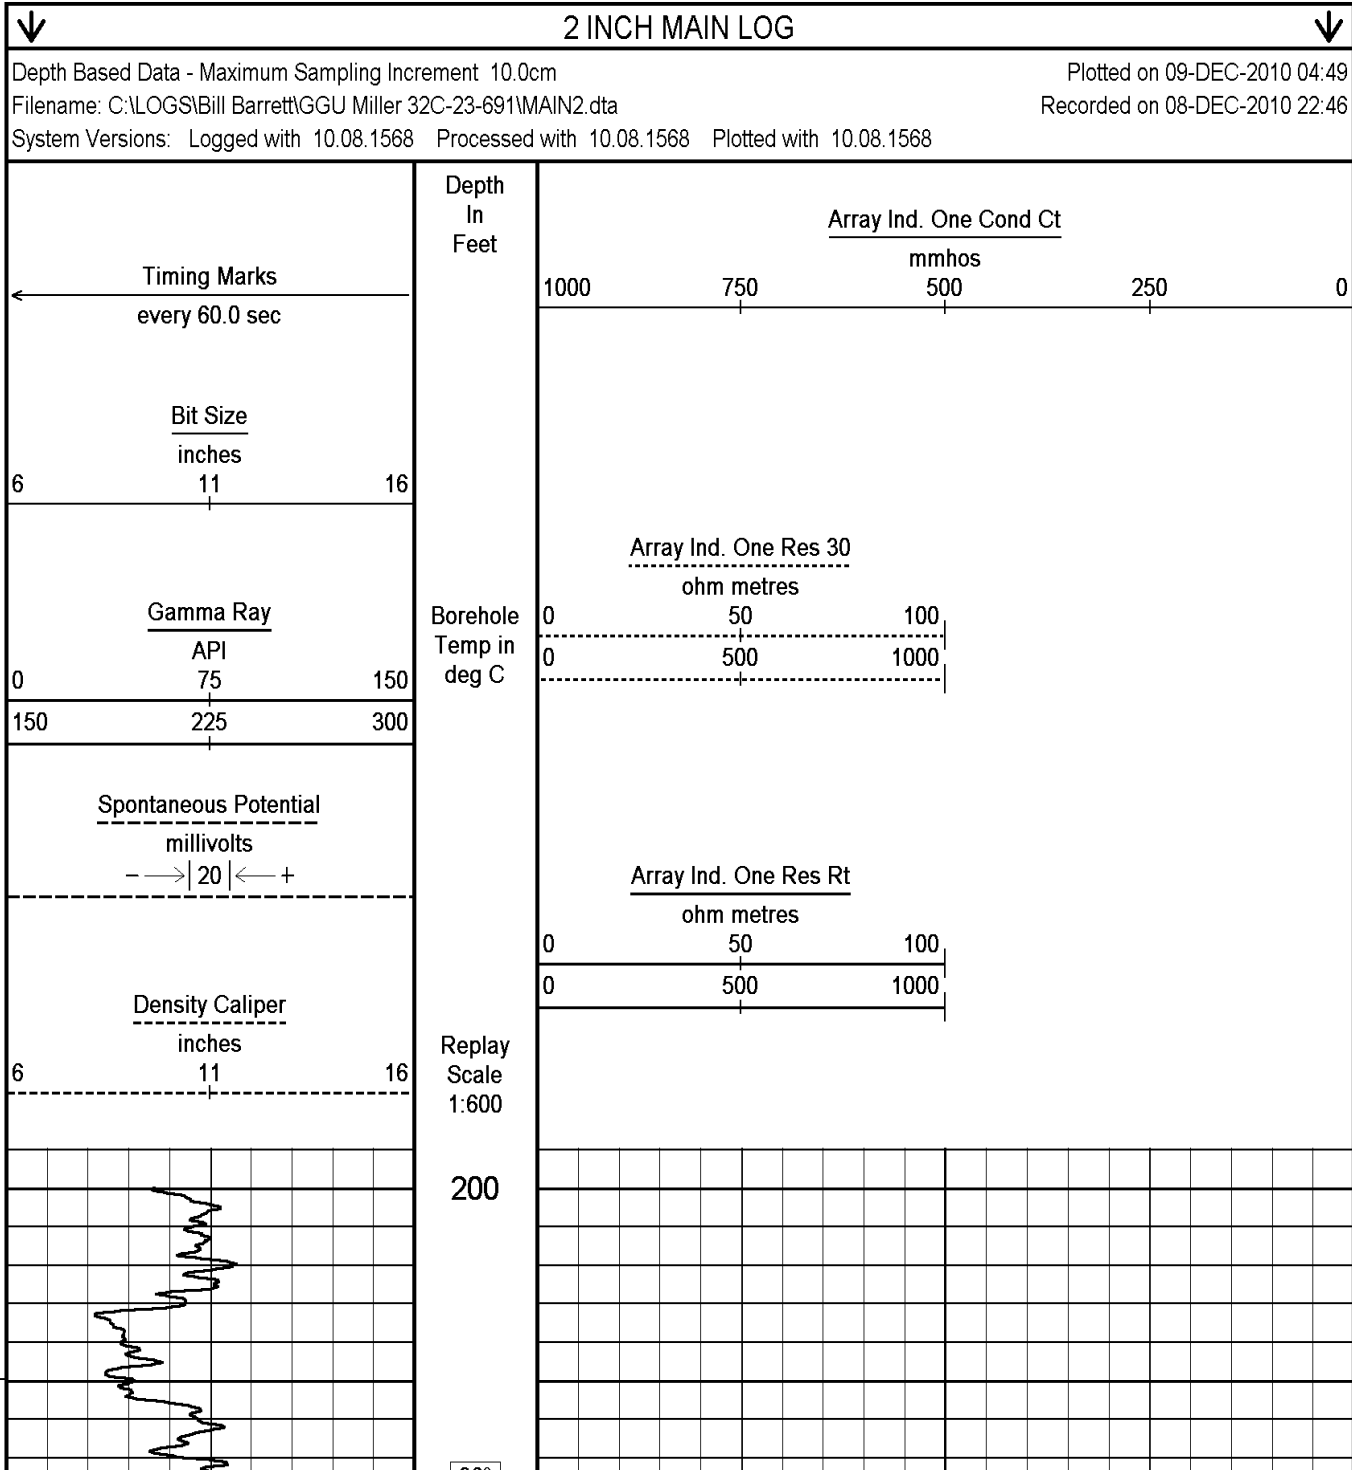 2 INCH MAIN LOG
Depth Based Data - Maximum Sampling Increment 10.0cm
Plotted on 09-DEC-2010 04:49
Filename: C:\LOGS\Bill Barrett\GGU Miller 32C-23-691\MAIN2.dta
Recorded on 08-DEC-2010 22:46
System Versions: Logged with 10.08.1568 Processed with 10.08.1568 Plotted with 10.08.1568
Timing Marks
every 60.0 sec
Bit Size
inches
6 11 16
Gamma Ray
API
0 75 150
150 225 300
Spontaneous Potential
millivolts
− 20 +
Density Caliper
inches
6 11 16
Depth
In
Feet
Borehole
Temp in
deg C
Replay
Scale
1:600
200
Array Ind. One Cond Ct
mmhos
1000 750 500 250 0
Array Ind. One Res 30
ohm metres
0 50 100
0 500 1000
Array Ind. One Res Rt
ohm metres
0 50 100
0 500 1000